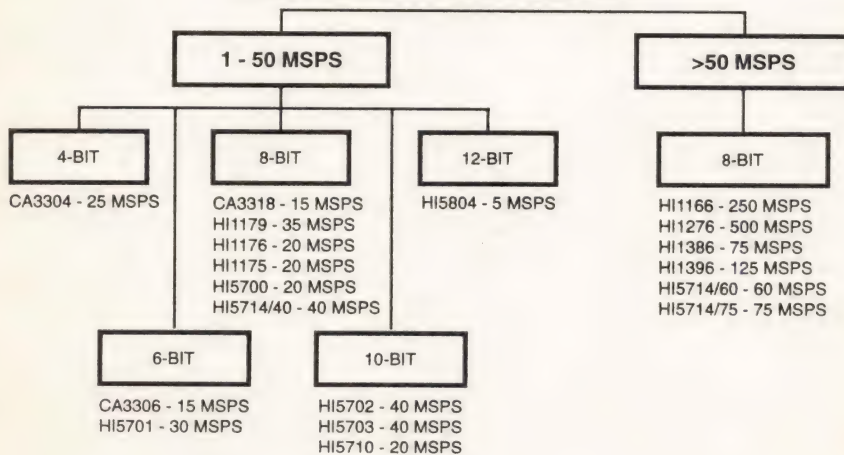 1 - 50 MSPS
>50 MSPS
4-BIT
CA3304 - 25 MSPS
8-BIT
CA3318 - 15 MSPS
HI1179 - 35 MSPS
HI1176 - 20 MSPS
HI1175 - 20 MSPS
HI5700 - 20 MSPS
HI5714/40 - 40 MSPS
12-BIT
HI5804 - 5 MSPS
8-BIT
HI1166 - 250 MSPS
HI1276 - 500 MSPS
HI1386 - 75 MSPS
HI1396 - 125 MSPS
HI5714/60 - 60 MSPS
HI5714/75 - 75 MSPS
6-BIT
CA3306 - 15 MSPS
HI5701 - 30 MSPS
10-BIT
HI5702 - 40 MSPS
HI5703 - 40 MSPS
HI5710 - 20 MSPS